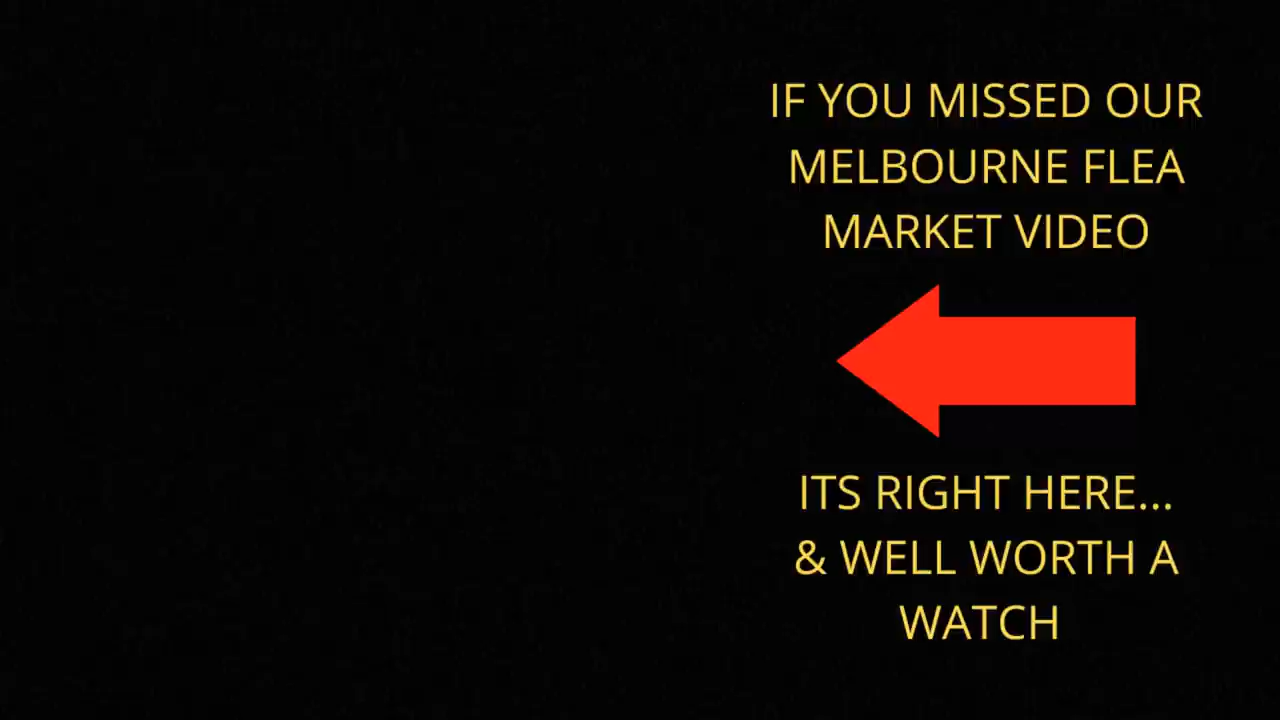 IF YOU MISSED OUR
MELBOURNE FLEA
MARKET VIDEO
ITS RIGHT HERE...
& WELL WORTH A
WATCH